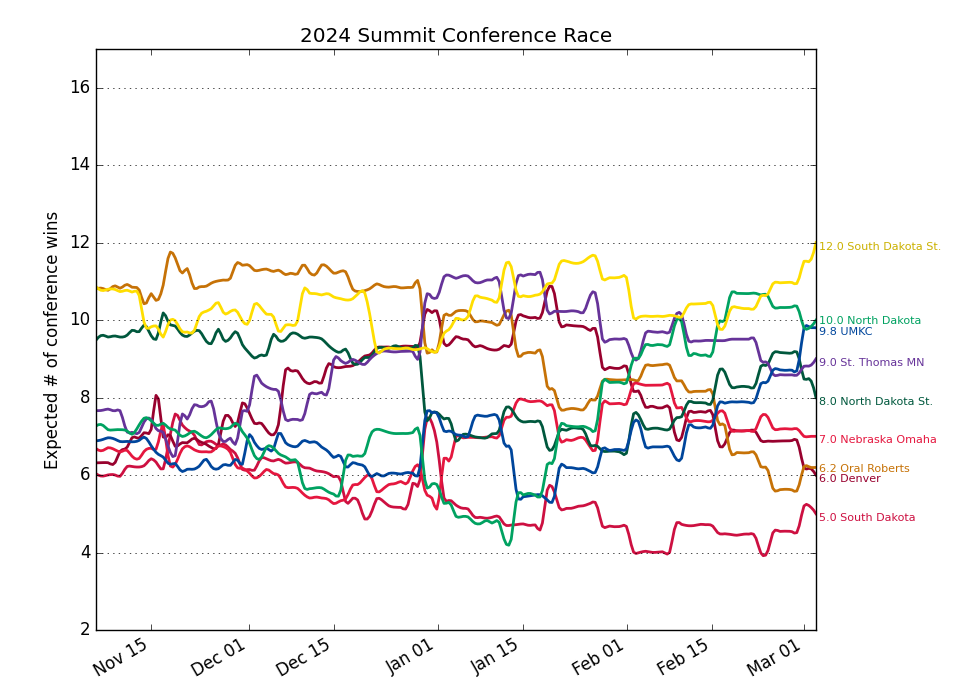 2024 Summit Conference Race
Expected # of conference wins
16
14
12
10
8
6
4
2
Nov 15
Dec 01
Dec 15
Jan 01
Jan 15
Feb 01
Feb 15
Mar 01
12.0 South Dakota St.
10.0 North Dakota
9.8 UMKC
9.0 St. Thomas MN
8.0 North Dakota St.
7.0 Nebraska Omaha
6.2 Oral Roberts
6.0 Denver
5.0 South Dakota